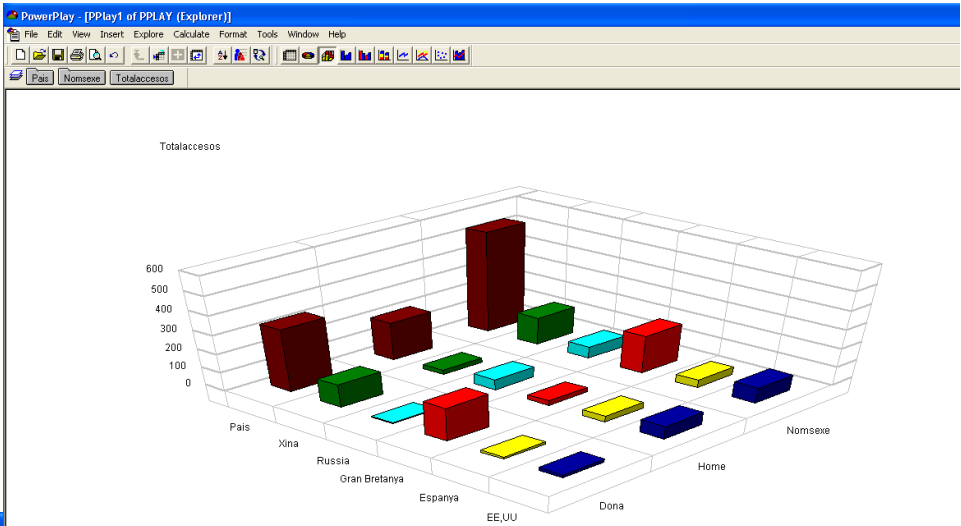 PowerPlay - [PPlay1 of PPLAY (Explorer)]
File Edit View Insert Explore Calculate Format Tools Window Help
Pais Nomsexe Totalaccesos
Totalaccesos
600
500
400
300
200
100
0
Pais
Xina
Russia
Gran Bretanya
Espanya
EE,UU
Dona
Home
Nomsexe